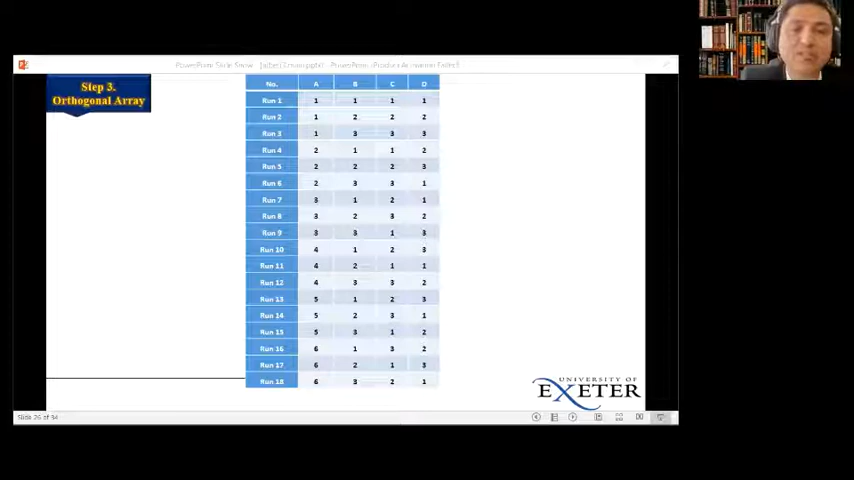 Step 3.
Orthogonal Array
No. A B C D
Run 1 1 1 1 1
Run 2 1 2 2 2
Run 3 1 3 3 3
Run 4 2 1 1 2
Run 5 2 2 2 3
Run 6 2 3 3 1
Run 7 3 1 2 1
Run 8 3 2 3 2
Run 9 3 3 1 3
Run 10 4 1 2 3
Run 11 4 2 1 1
Run 12 4 3 3 2
Run 13 5 1 2 3
Run 14 5 2 3 1
Run 15 5 3 1 2
Run 16 6 1 3 2
Run 17 6 2 1 3
Run 18 6 3 2 1
UNIVERSITY OF
EXETER
Slide 26 of 34